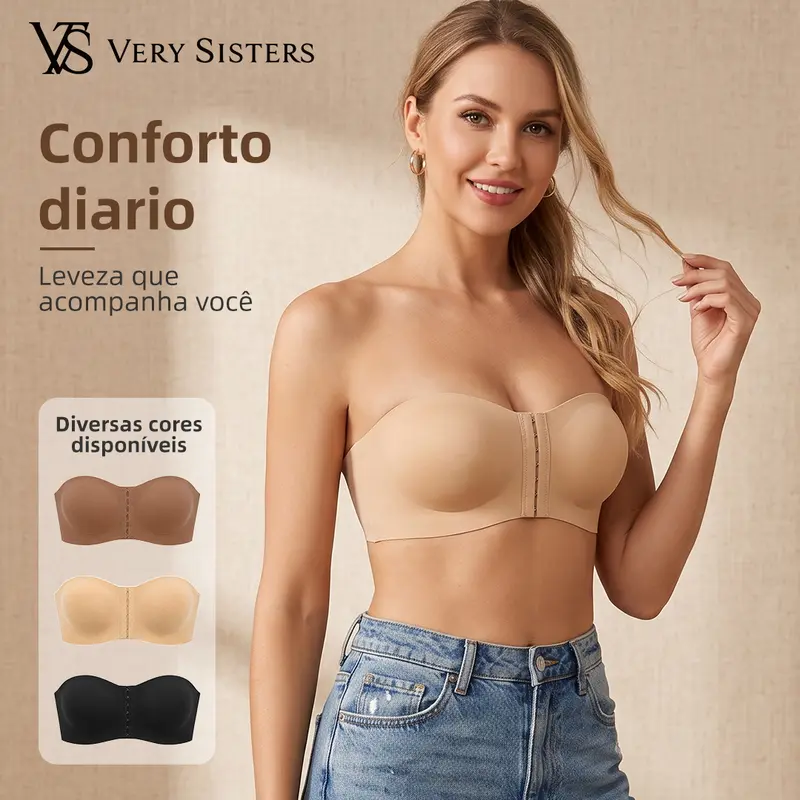 VS VERY SISTERS
Conforto
diario
Leveza que
acompanha você
Diversas cores
disponíveis